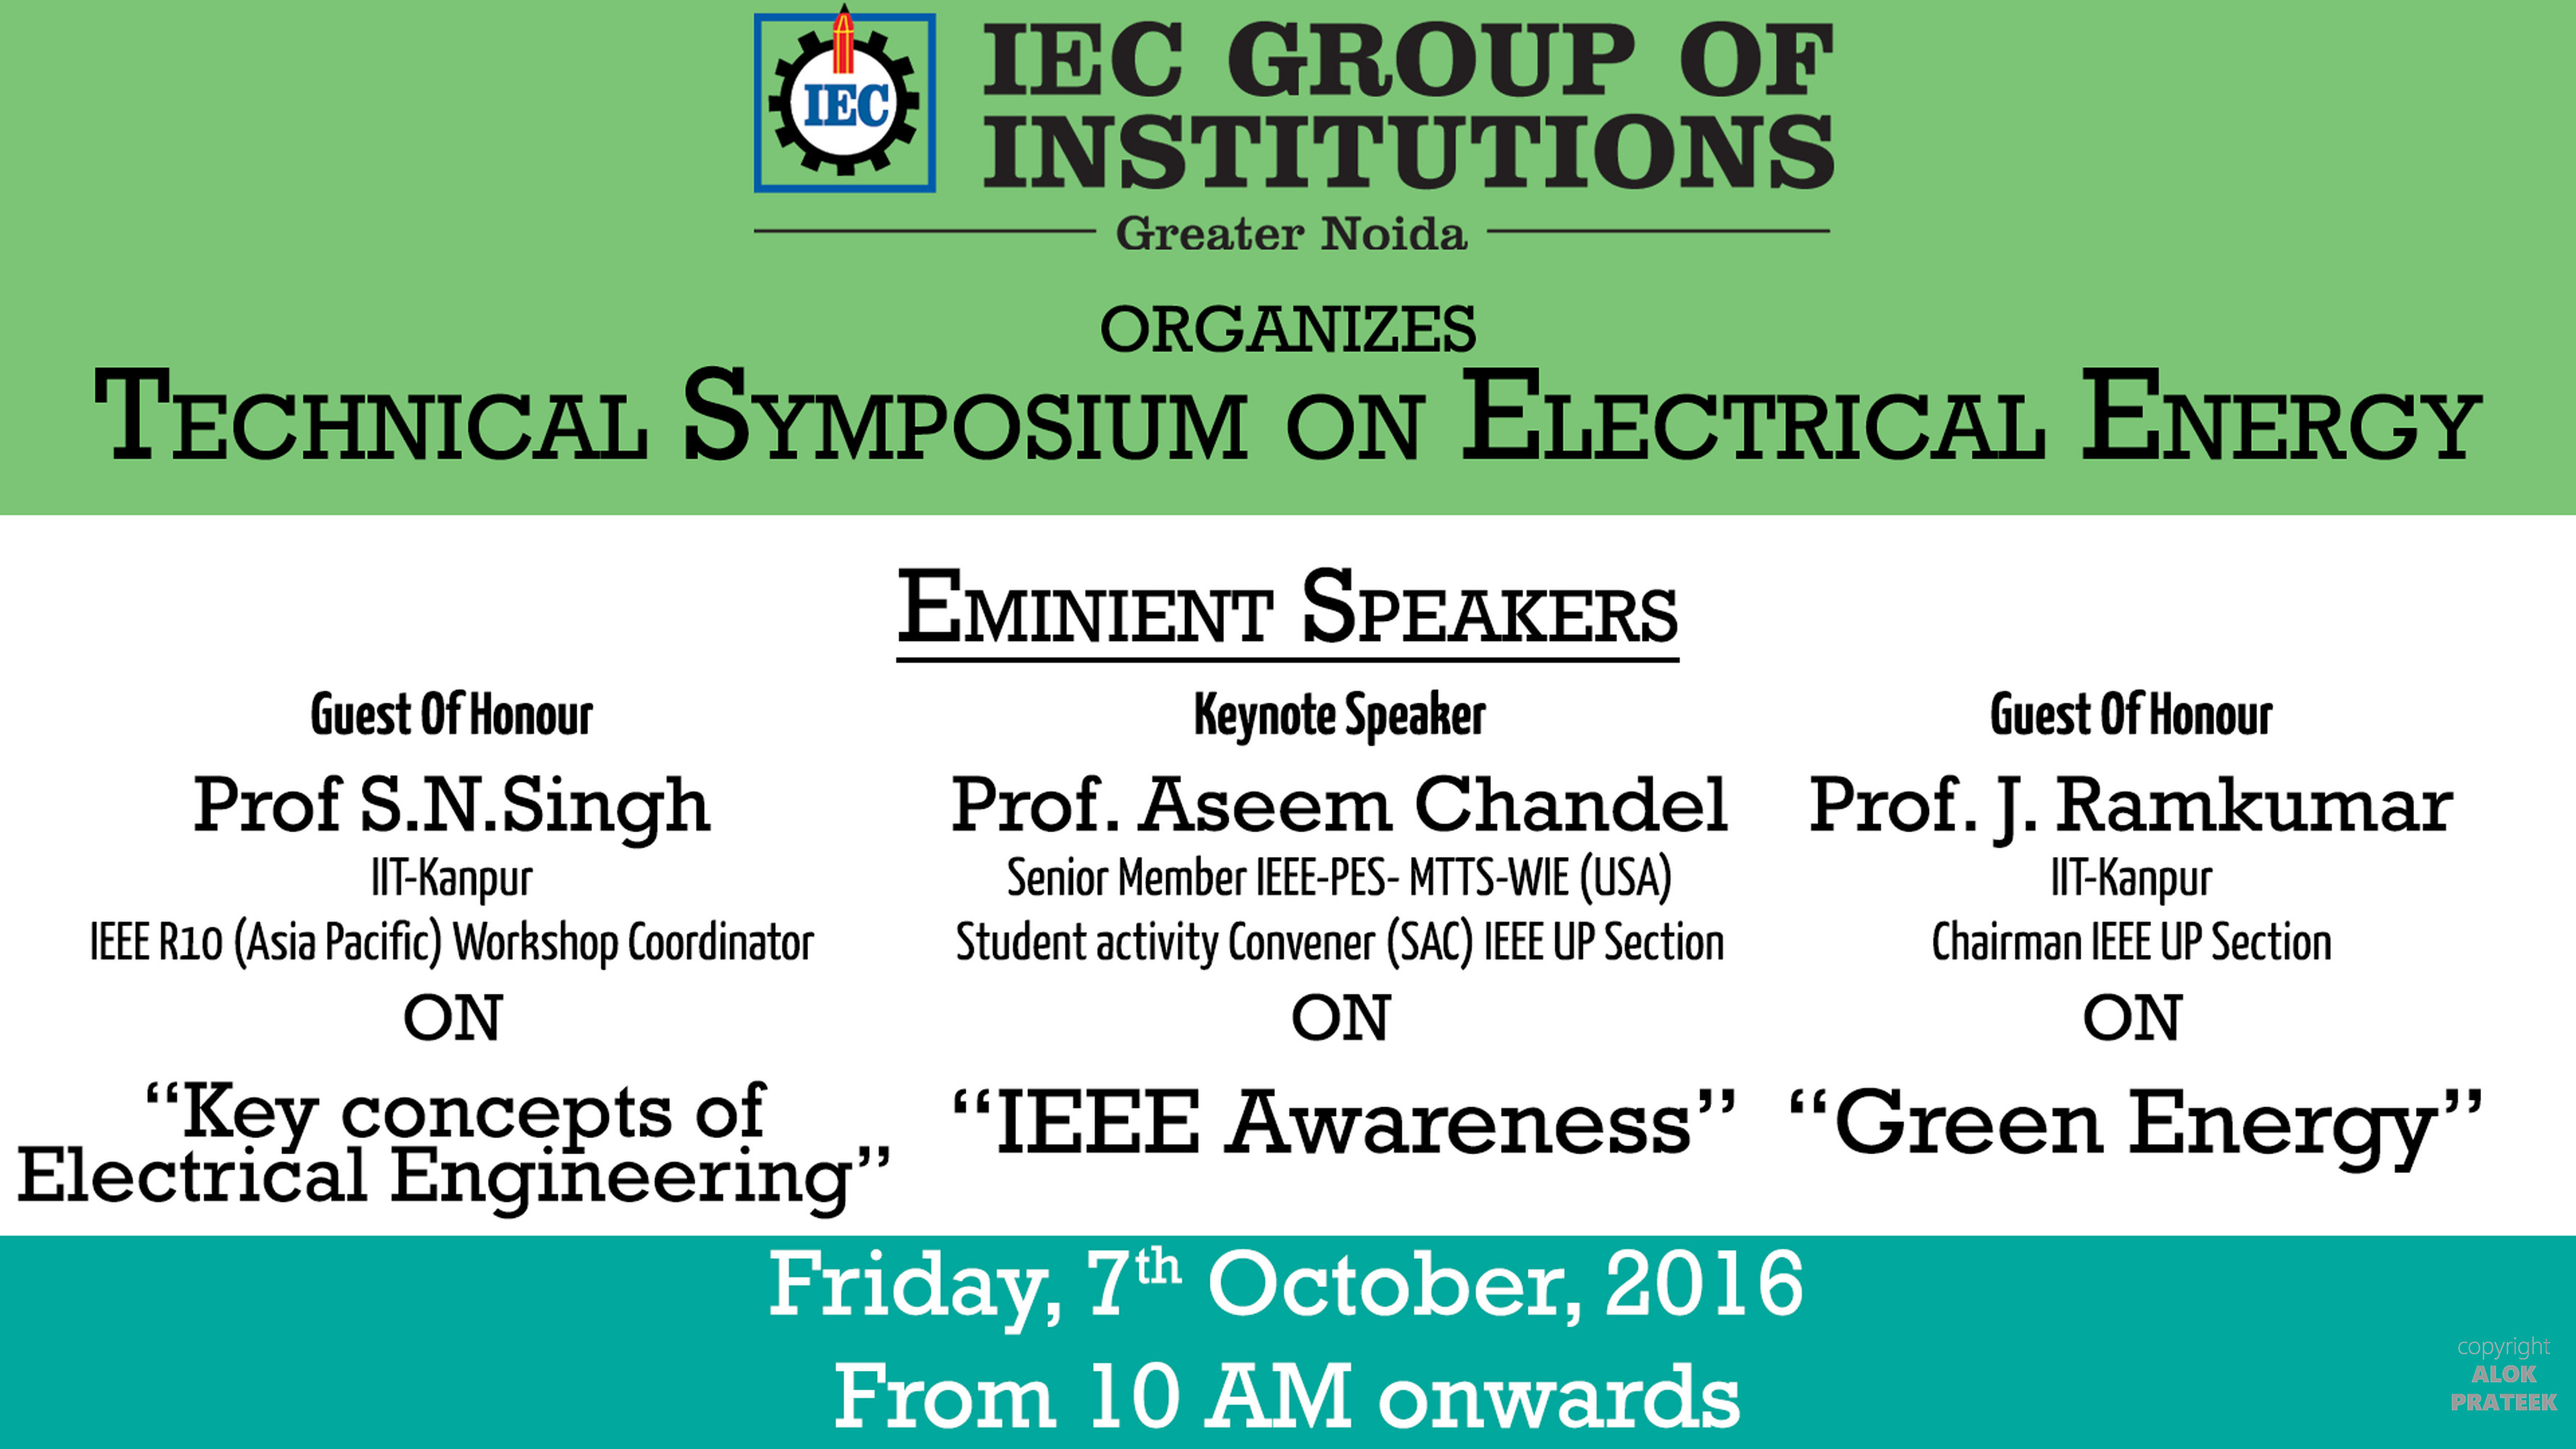 IEC
IEC GROUP OF
INSTITUTIONS
Greater Noida
ORGANIZES
TECHNICAL SYMPOSIUM ON ELECTRICAL ENERGY
EMINIENT SPEAKERS
Guest Of Honour
Prof S.N.Singh
IIT-Kanpur
IEEE R10 (Asia Pacific) Workshop Coordinator
ON
“Key concepts of
Electrical Engineering”
Keynote Speaker
Prof. Aseem Chandel
Senior Member IEEE-PES- MTTS-WIE (USA)
Student activity Convener (SAC) IEEE UP Section
ON
“IEEE Awareness”
Guest Of Honour
Prof. J. Ramkumar
IIT-Kanpur
Chairman IEEE UP Section
ON
“Green Energy”
Friday, 7th October, 2016
From 10 AM onwards
copyright
ALOK
PRATEEK